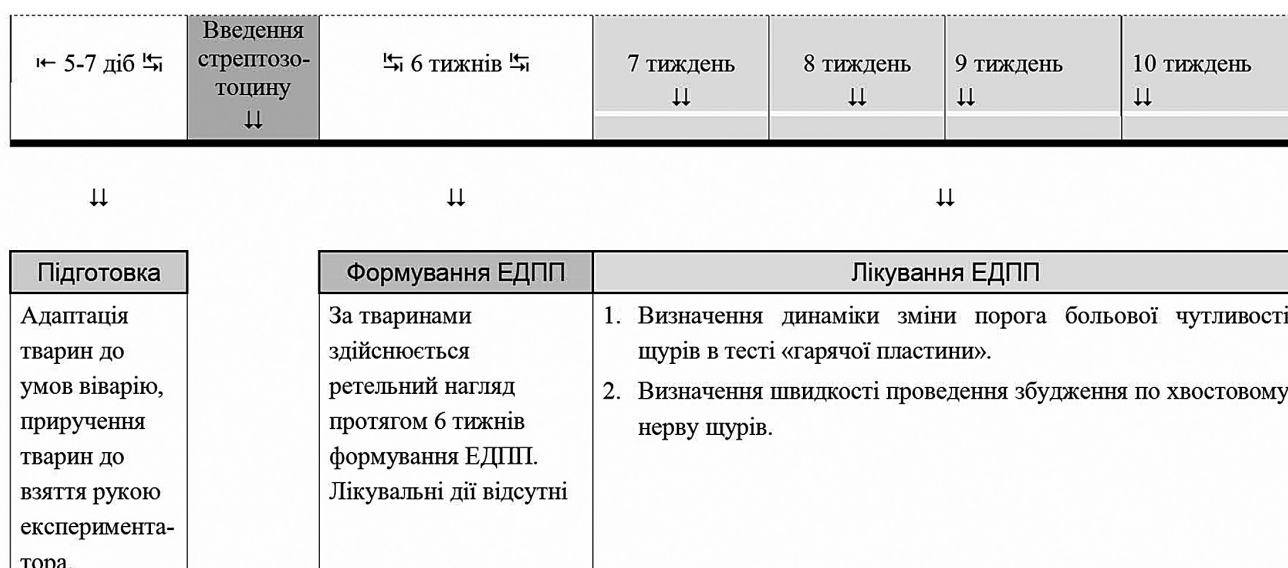 ⇤ 5-7 діб ↹
Введення
стрептозо-
тоцину
⇊
↹ 6 тижнів ↹
7 тиждень
⇊
8 тиждень
⇊
9 тиждень
⇊
10 тиждень
⇊
⇊
⇊
⇊
Підготовка
Адаптація
тварин до
умов віварію,
приручення
тварин до
взяття рукою
експеримента-
тора.
Формування ЕДПП
За тваринами
здійснюється
ретельний нагляд
протягом 6 тижнів
формування ЕДПП.
Лікувальні дії відсутні
Лікування ЕДПП
1. Визначення динаміки зміни порога больової чутливості
щурів в тесті «гарячої пластини».
2. Визначення швидкості проведення збудження по хвостовому
нерву щурів.